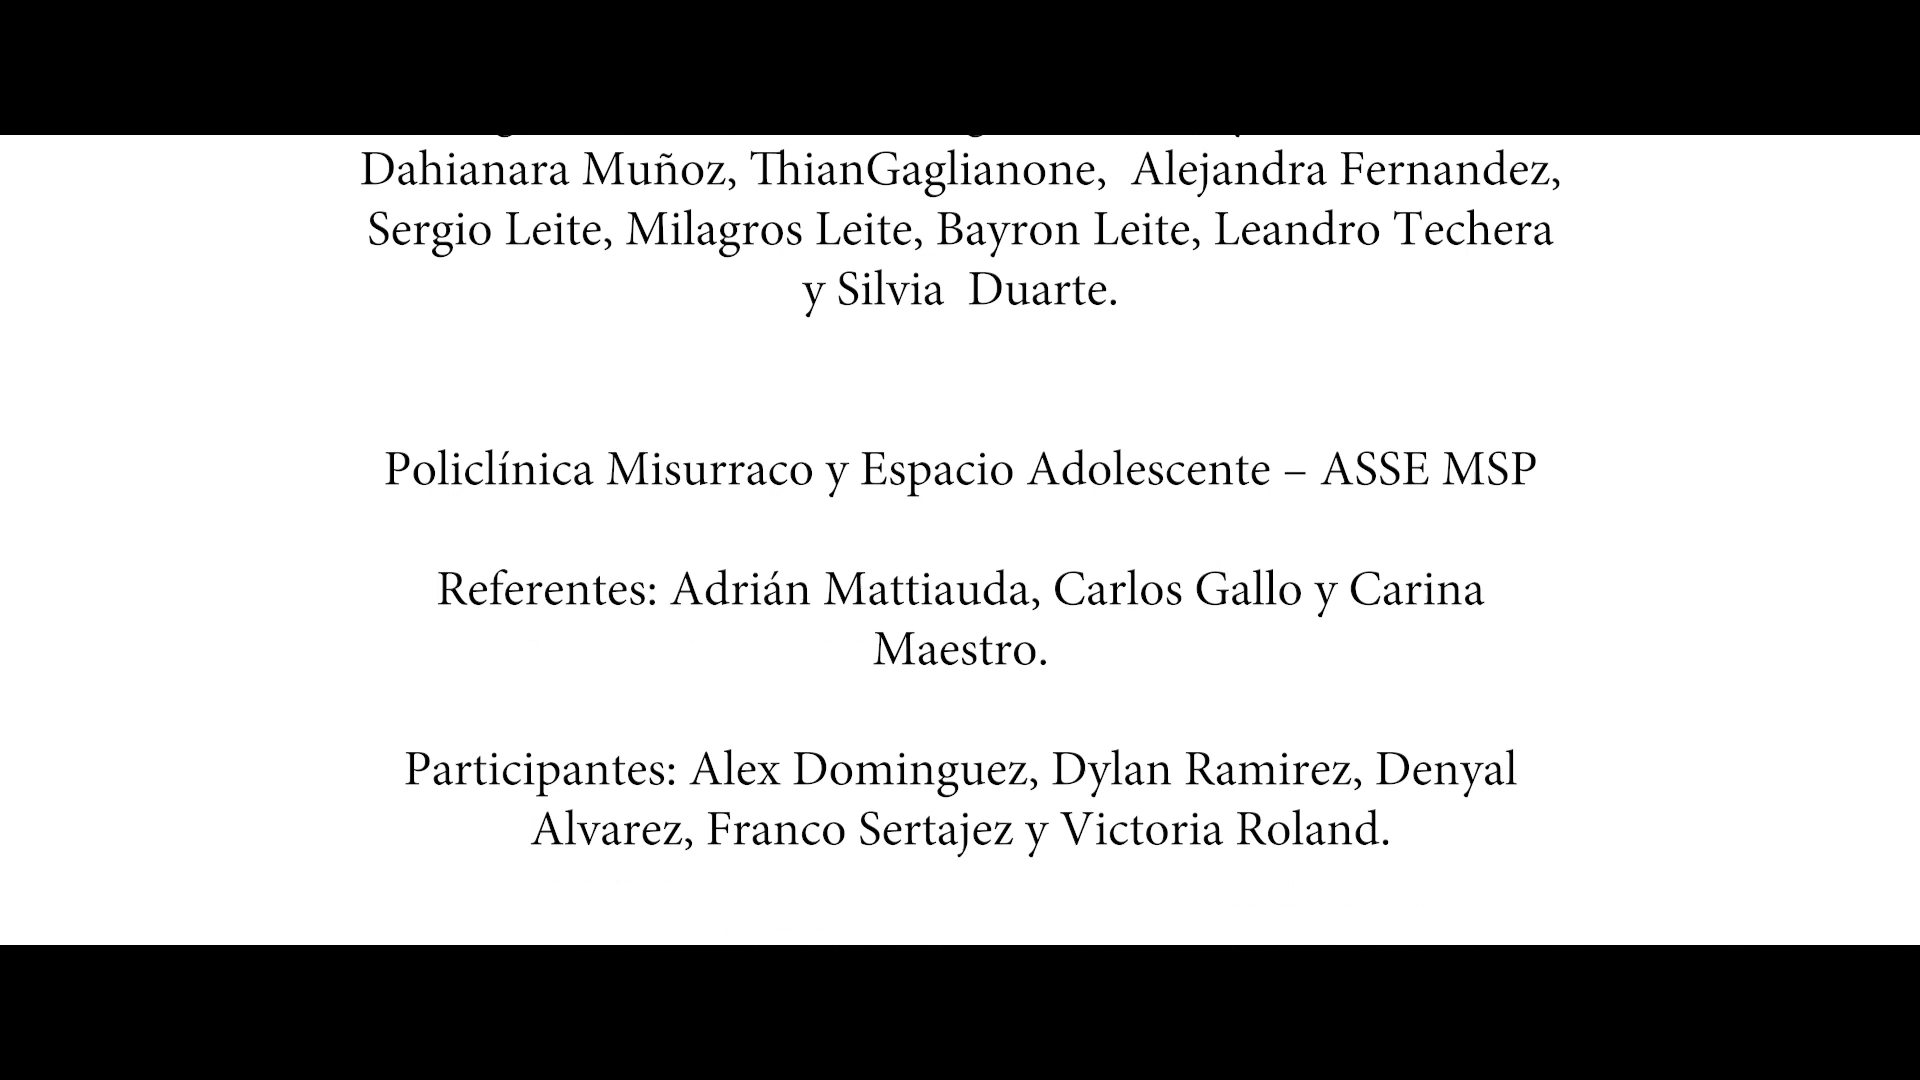 Dahianara Muñoz, ThianGaglianone,  Alejandra Fernandez,
Sergio Leite, Milagros Leite, Bayron Leite, Leandro Techera
y Silvia  Duarte.
Policlínica Misurraco y Espacio Adolescente – ASSE MSP
Referentes: Adrián Mattiauda, Carlos Gallo y Carina
Maestro.
Participantes: Alex Dominguez, Dylan Ramirez, Denyal
Alvarez, Franco Sertajez y Victoria Roland.